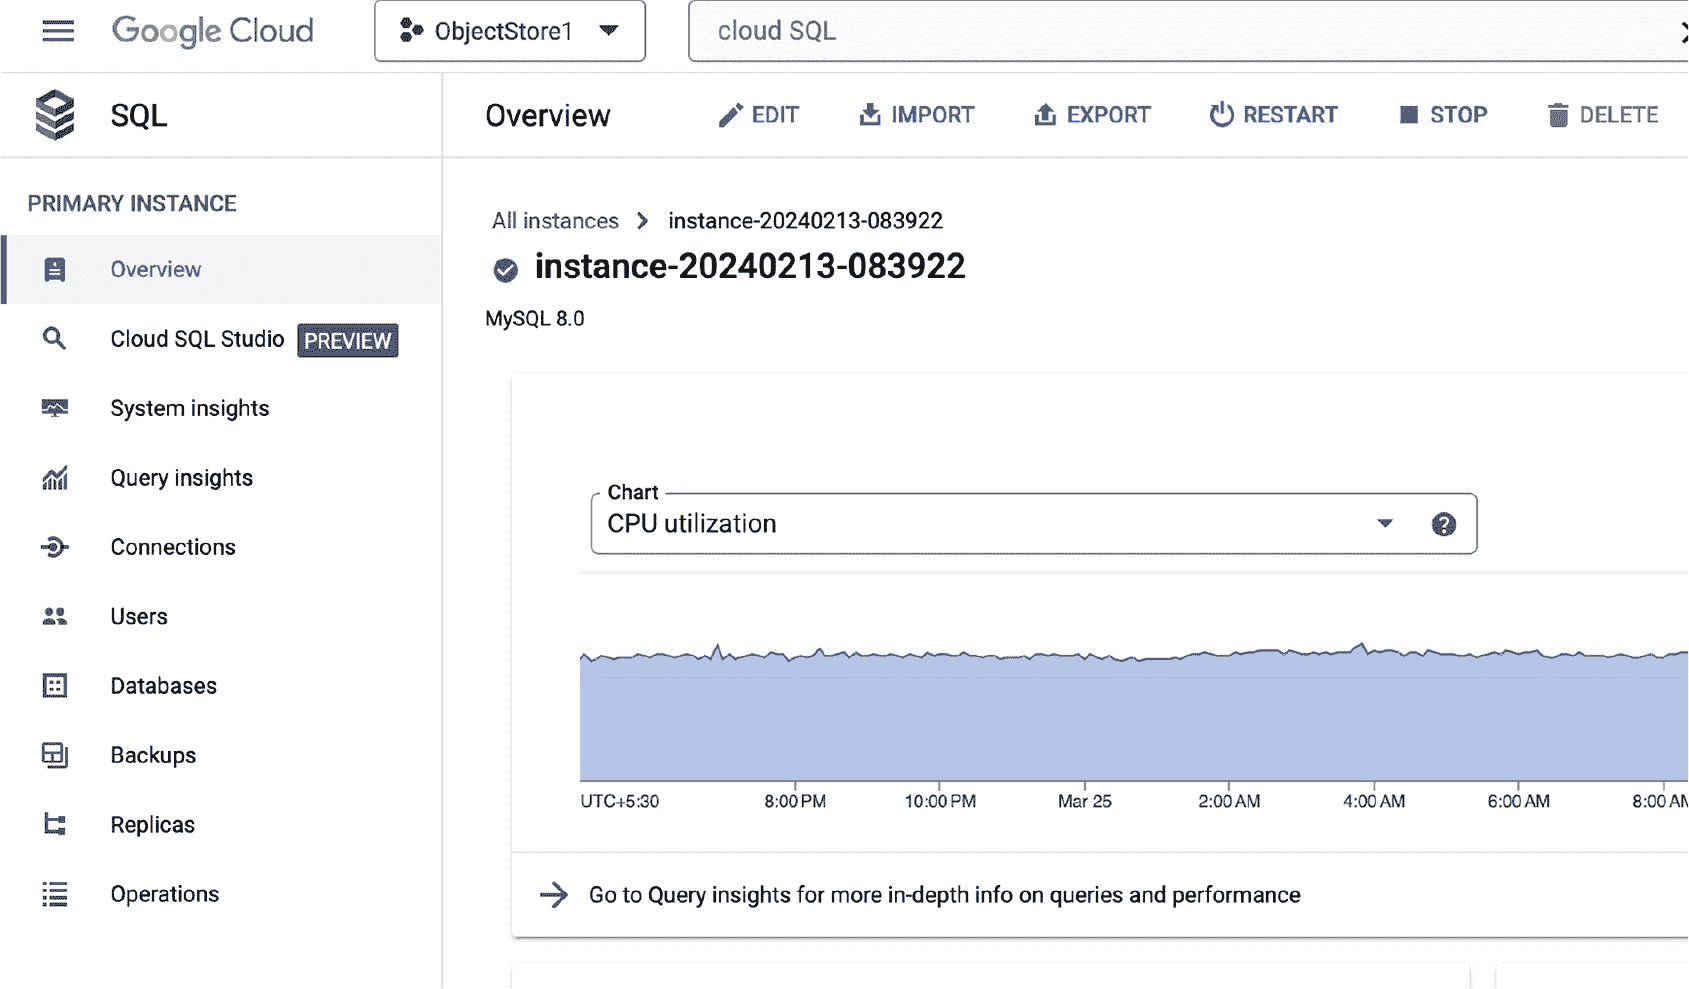 Google Cloud
ObjectStore1
cloud SQL
SQL
Overview
EDIT
IMPORT
EXPORT
RESTART
STOP
DELETE
PRIMARY INSTANCE
Overview
Cloud SQL Studio PREVIEW
System insights
Query insights
Connections
Users
Databases
Backups
Replicas
Operations
All instances > instance-20240213-083922
instance-20240213-083922
MySQL 8.0
Chart
CPU utilization
UTC+5:30 8:00 PM 10:00 PM Mar 25 2:00 AM 4:00 AM 6:00 AM 8:00 AM
Go to Query insights for more in-depth info on queries and performance